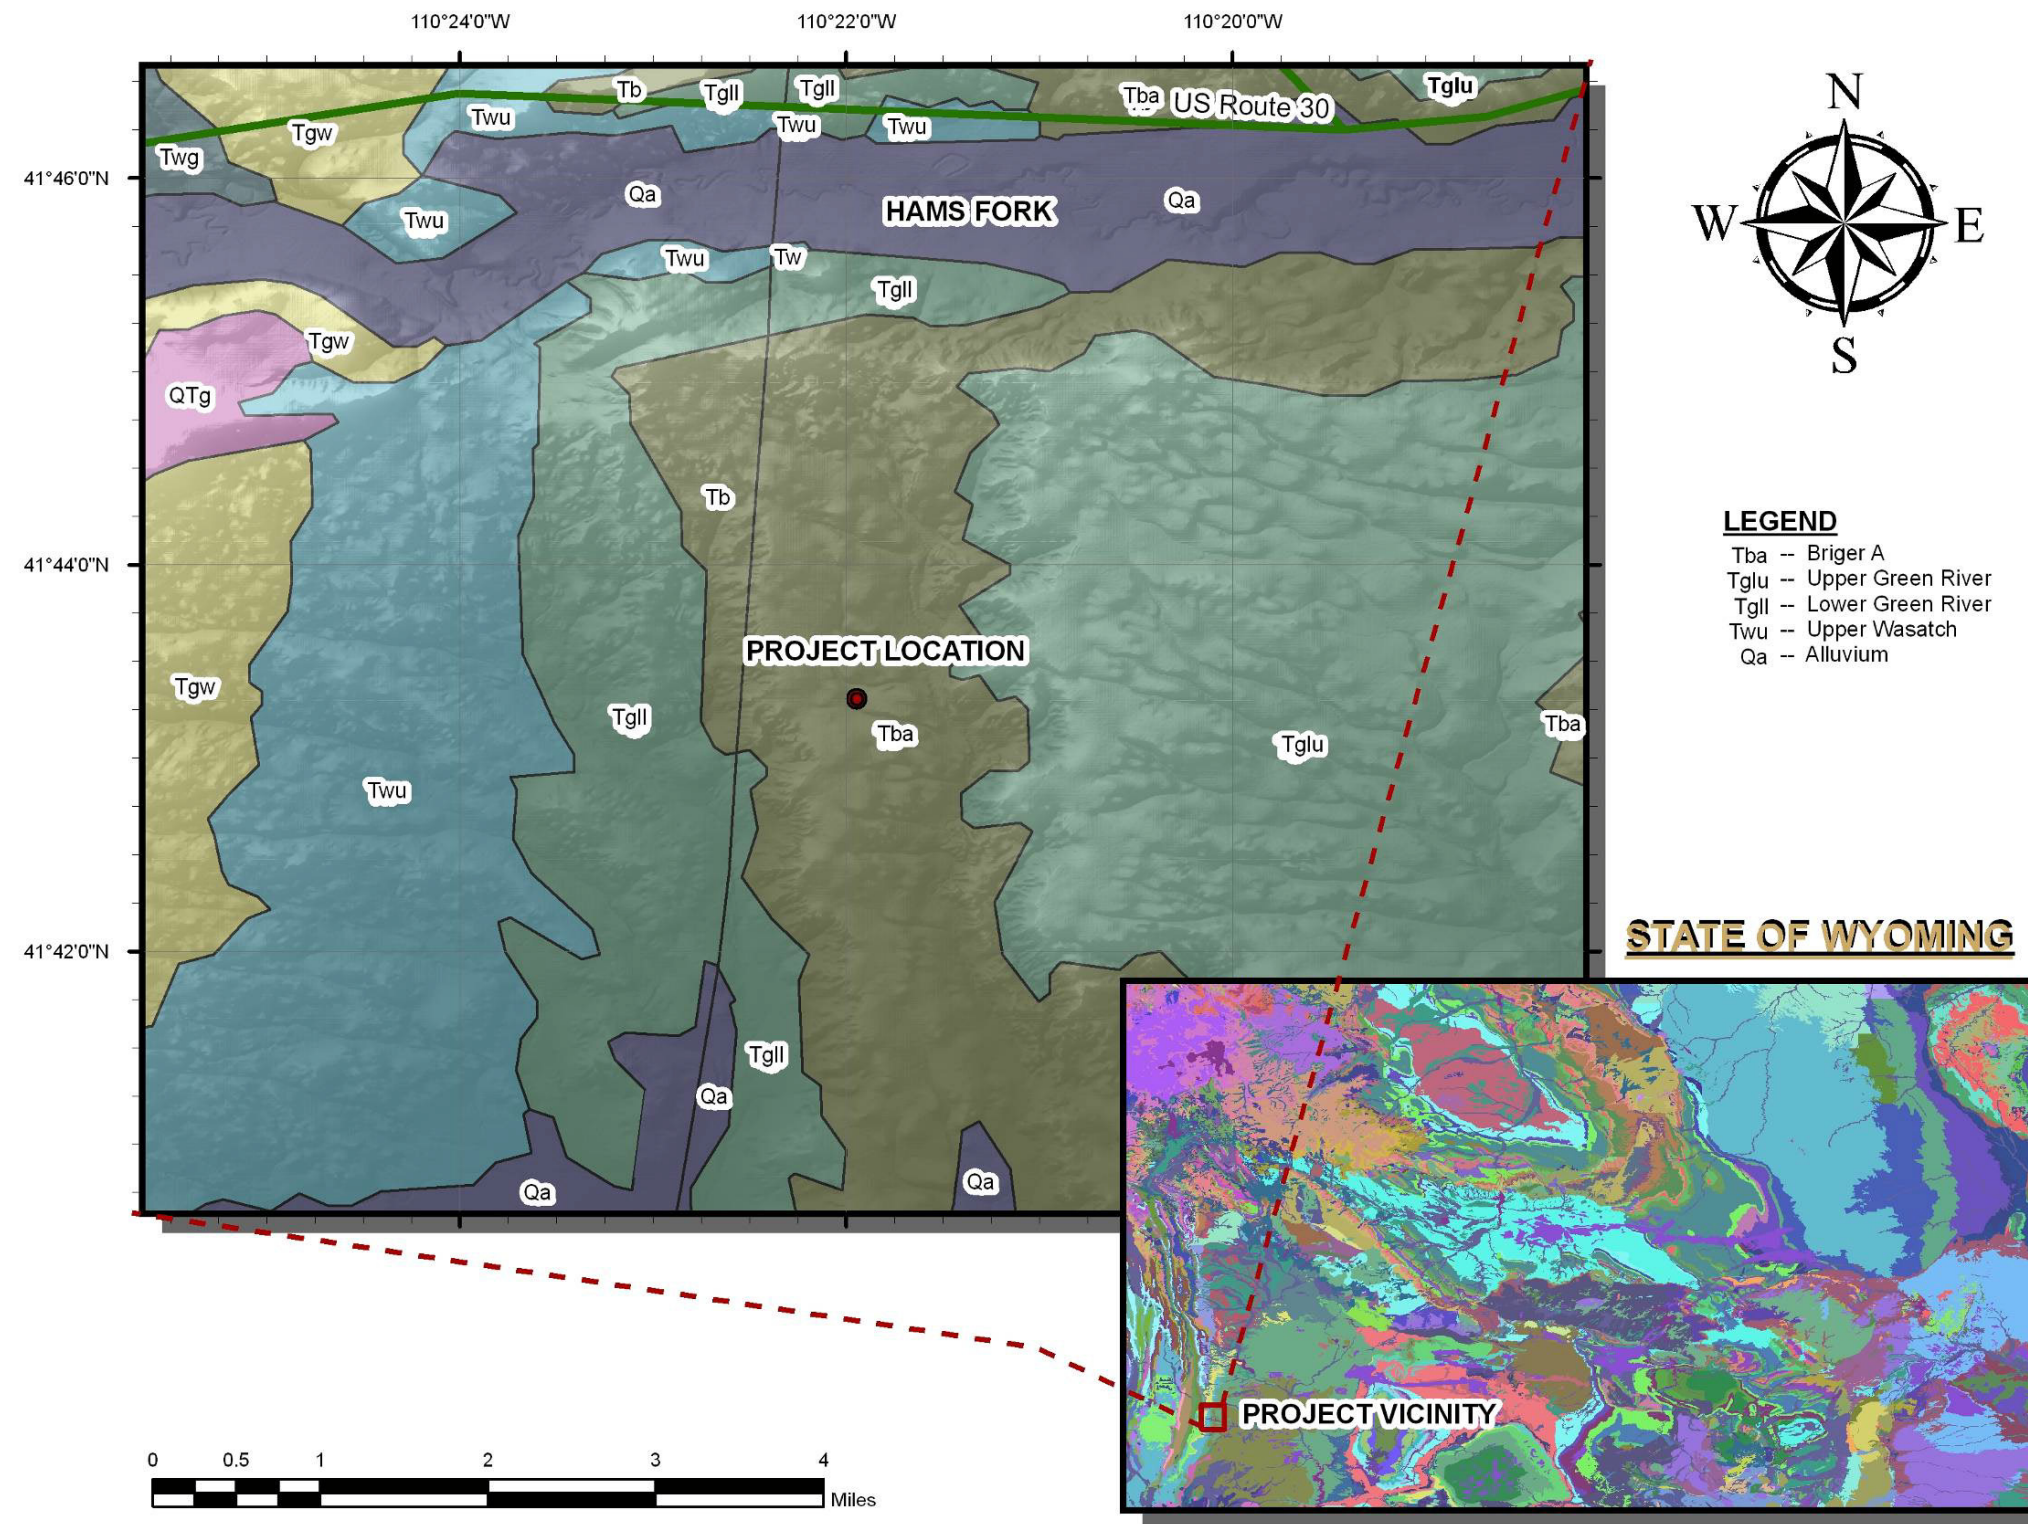 110°24'0"W 110°22'0"W 110°20'0"W
N
W E
S
41°46'0"N
41°44'0"N
41°42'0"N
Tb
Tgll
Tgll
Tba
US Route 30
Tglu
Twu
Tgw
Twu
Twu
Twg
Qa
Qa
HAMS FORK
Twu
Twu
Tw
Tgll
Tgw
QTg
Tb
PROJECT LOCATION
Tgw
Tgll
Tba
Tglu
Tba
Twu
Tgll
Qa
Qa
Qa
LEGEND
Tba -- Briger A
Tglu -- Upper Green River
Tgll -- Lower Green River
Twu -- Upper Wasatch
Qa -- Alluvium
STATE OF WYOMING
PROJECT VICINITY
0 0.5 1 2 3 4
Miles